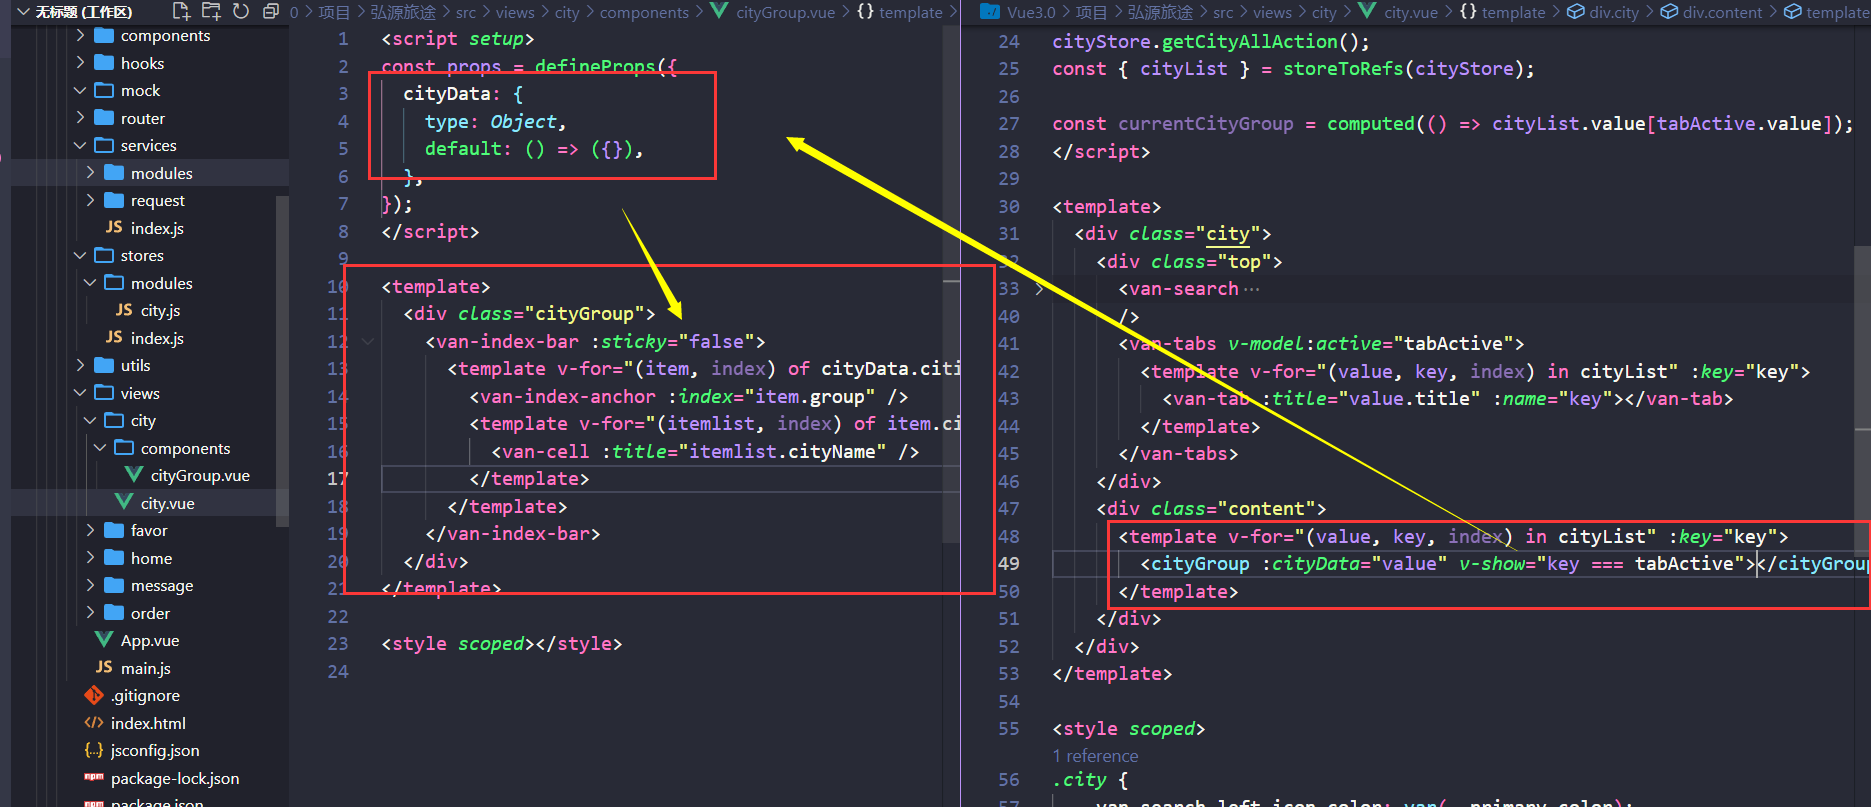 无标题 (工作区)
components
hooks
mock
router
services
modules
request
JS index.js
stores
modules
JS city.js
JS index.js
utils
views
city
components
cityGroup.vue
city.vue
favor
home
message
order
App.vue
JS main.js
.gitignore
index.html
jsconfig.json
package-lock.json
package.json
0 > 项目 > 弘源旅途 > src > views > city > components > cityGroup.vue > {} template >
1 <script setup>
2 const props = defineProps({
3 cityData: {
4 type: Object,
5 default: () => ({}),
6 },
7 });
8 </script>
9
10 <template>
11 <div class="cityGroup">
12 <van-index-bar :sticky="false">
13 <template v-for="(item, index) of cityData.citi
14 <van-index-anchor :index="item.group" />
15 <template v-for="(itemlist, index) of item.ci
16 <van-cell :title="itemlist.cityName" />
17 </template>
18 </template>
19 </van-index-bar>
20 </div>
21 </template>
22
23 <style scoped></style>
24
Vue3.0 > 项目 > 弘源旅途 > src > views > city > city.vue > {} template > div.city > div.content > template
24 cityStore.getCityAllAction();
25 const { cityList } = storeToRefs(cityStore);
26
27 const currentCityGroup = computed(() => cityList.value[tabActive.value]);
28 </script>
29
30 <template>
31 <div class="city">
32 <div class="top">
33 <van-search ···
40 />
41 <van-tabs v-model:active="tabActive">
42 <template v-for="(value, key, index) in cityList" :key="key">
43 <van-tab :title="value.title" :name="key"></van-tab>
44 </template>
45 </van-tabs>
46 </div>
47 <div class="content">
48 <template v-for="(value, key, index) in cityList" :key="key">
49 <cityGroup :cityData="value" v-show="key === tabActive"></cityGroup
50 </template>
51 </div>
52 </div>
53 </template>
54
55 <style scoped>
1 reference
56 .city {
57